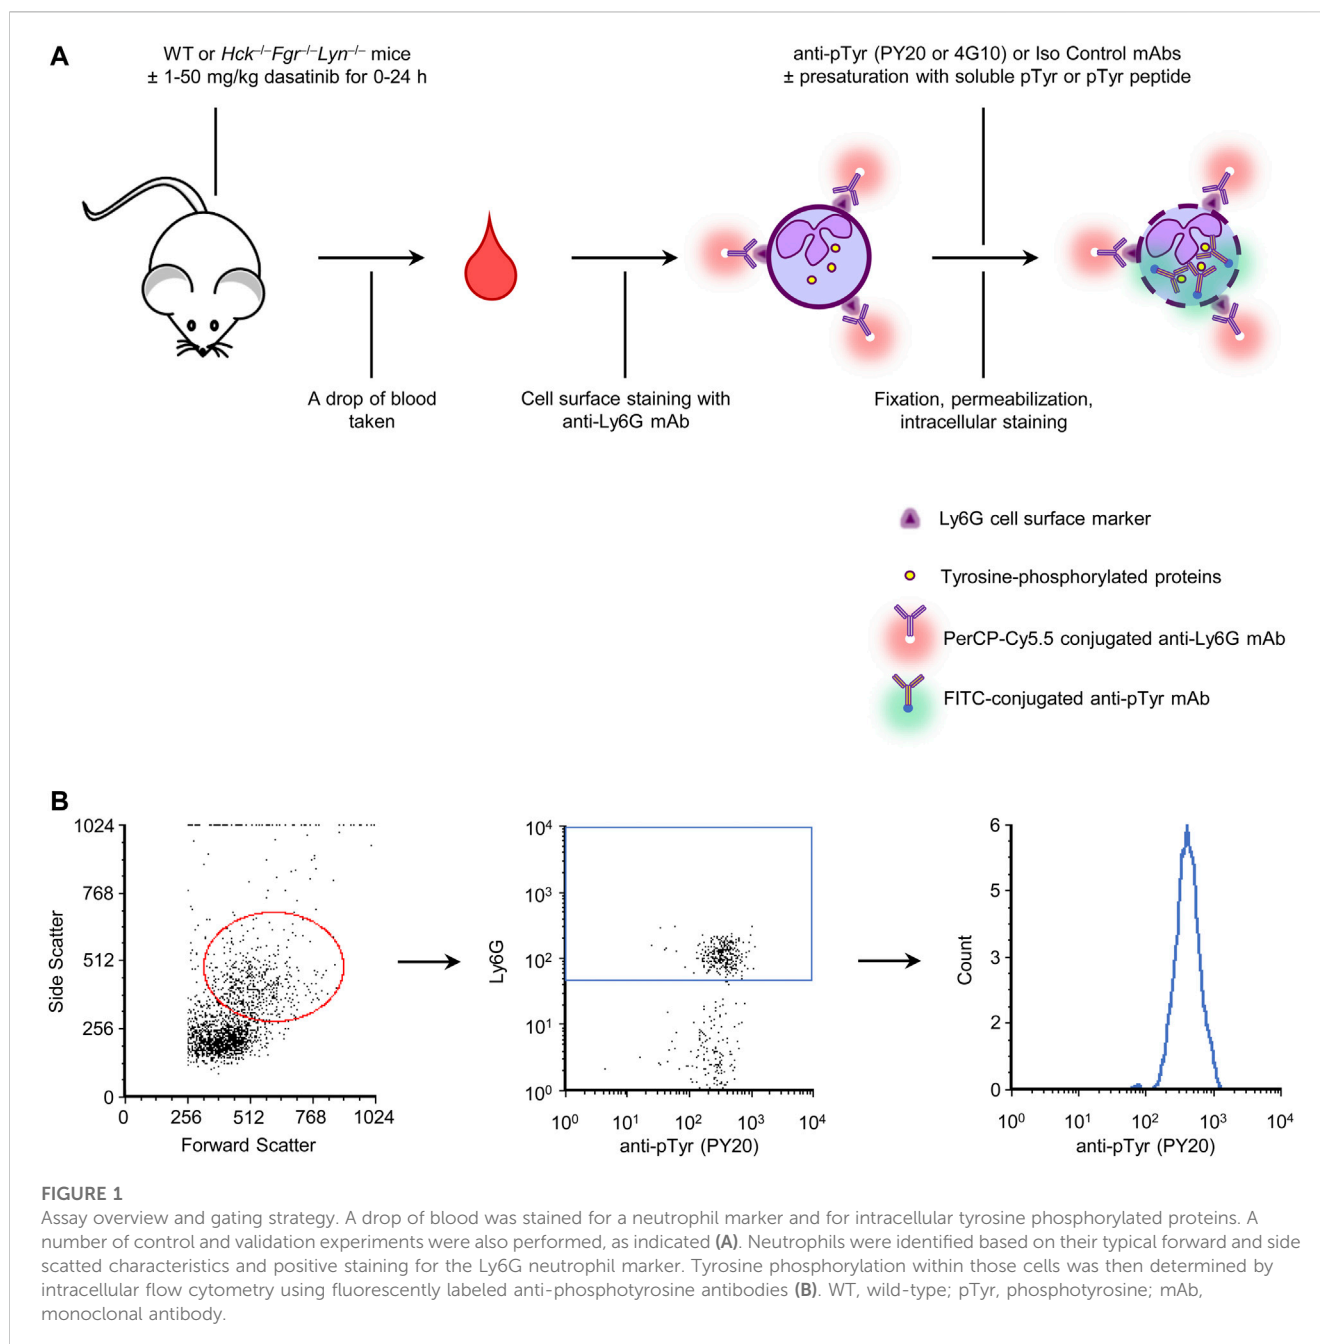 A
WT or Hck⁻/⁻Fgr⁻/⁻Lyn⁻/⁻ mice
± 1-50 mg/kg dasatinib for 0-24 h
anti-pTyr (PY20 or 4G10) or Iso Control mAbs
± presaturation with soluble pTyr or pTyr peptide
A drop of blood
taken
Cell surface staining with
anti-Ly6G mAb
Fixation, permeabilization,
intracellular staining
Ly6G cell surface marker
Tyrosine-phosphorylated proteins
PerCP-Cy5.5 conjugated anti-Ly6G mAb
FITC-conjugated anti-pTyr mAb
B
1024
768
512
256
0
Side Scatter
0 256 512 768 1024
Forward Scatter
10⁴
10³
10²
10¹
10⁰
Ly6G
10⁰ 10¹ 10² 10³ 10⁴
anti-pTyr (PY20)
6
5
3
2
0
Count
10⁰ 10¹ 10² 10³ 10⁴
anti-pTyr (PY20)
FIGURE 1
Assay overview and gating strategy. A drop of blood was stained for a neutrophil marker and for intracellular tyrosine phosphorylated proteins. A
number of control and validation experiments were also performed, as indicated (A). Neutrophils were identified based on their typical forward and side
scatted characteristics and positive staining for the Ly6G neutrophil marker. Tyrosine phosphorylation within those cells was then determined by
intracellular flow cytometry using fluorescently labeled anti-phosphotyrosine antibodies (B). WT, wild-type; pTyr, phosphotyrosine; mAb,
monoclonal antibody.